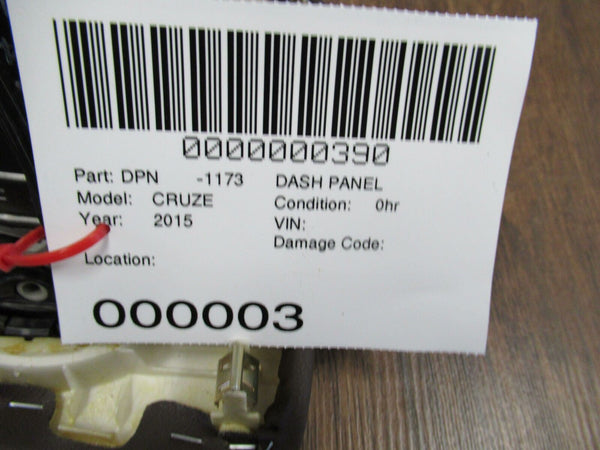 0000000390
Part: DPN -1173 DASH PANEL
Model: CRUZE Condition: 0hr
Year: 2015 VIN:
Damage Code:
Location:
000003